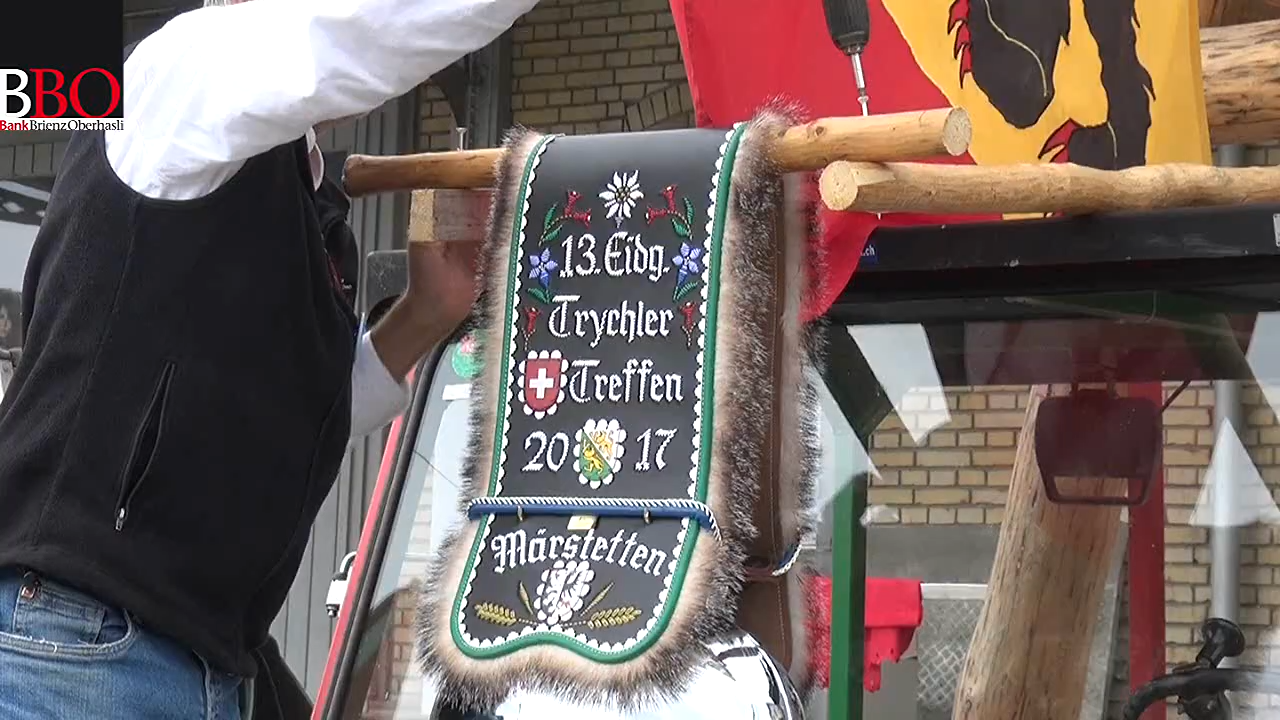 BBO
BankBrienzOberhasli
13. Eidg.
Trychler
Treffen
20 17
Märstetten